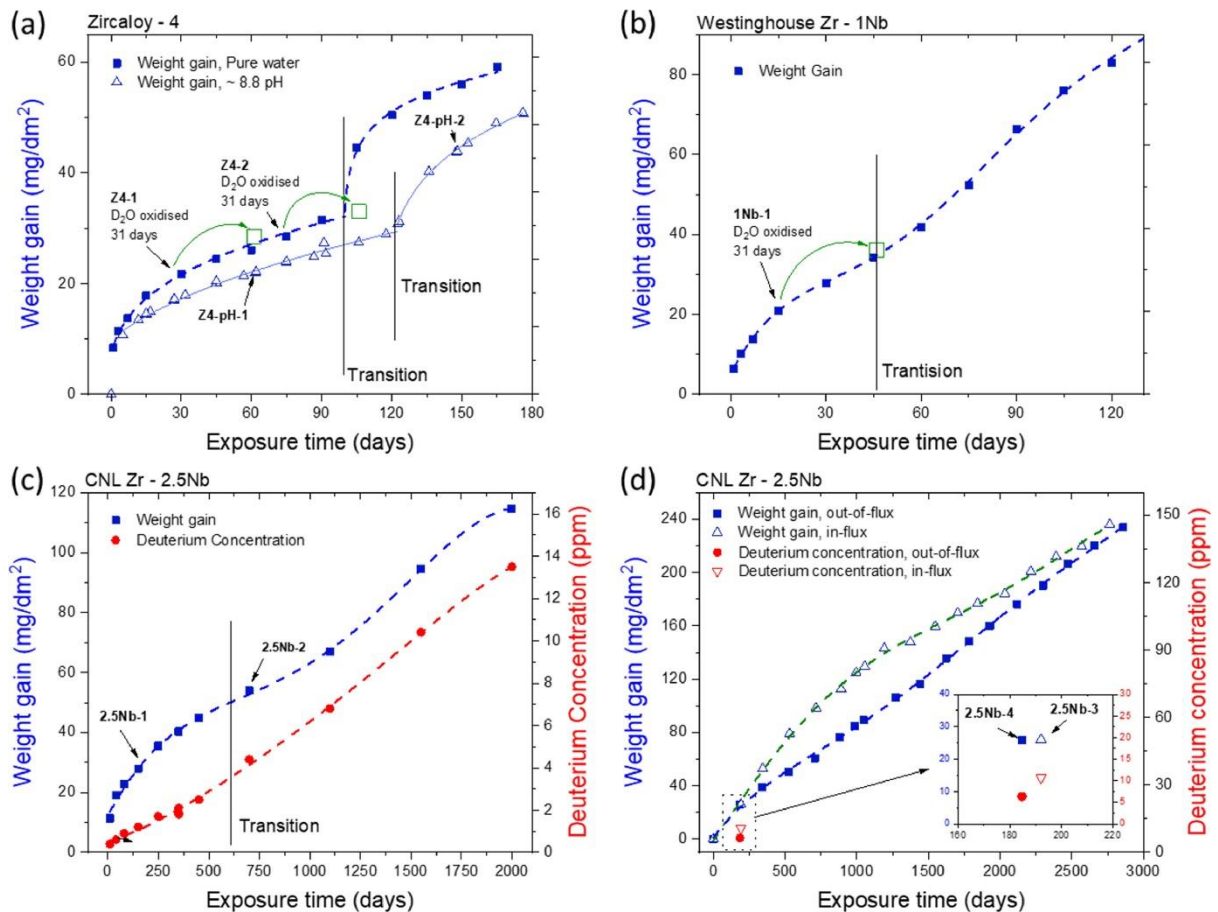 (a)
Zircaloy - 4
Weight gain, Pure water
Weight gain, ~ 8.8 pH
Z4-1
D₂O oxidised
31 days
Z4-2
D₂O oxidised
31 days
Z4-pH-1
Z4-pH-2
Transition
Transition
Weight gain (mg/dm²)
0
20
40
60
0 30 60 90 120 150 180
Exposure time (days)
(b)
Westinghouse Zr - 1Nb
Weight Gain
1Nb-1
D₂O oxidised
31 days
Trantision
Weight gain (mg/dm²)
0
20
40
60
80
0 30 60 90 120
Exposure time (days)
(c)
CNL Zr - 2.5Nb
Weight gain
Deuterium Concentration
2.5Nb-1
2.5Nb-2
Transition
Weight gain (mg/dm²)
0
20
40
60
80
100
120
0 250 500 750 1000 1250 1500 1750 2000
Exposure time (days)
0
2
4
6
8
10
12
14
16
Deuterium Concentration (ppm)
(d)
CNL Zr - 2.5Nb
Weight gain, out-of-flux
Weight gain, in-flux
Deuterium concentration, out-of-flux
Deuterium concentration, in-flux
Weight gain (mg/dm²)
0
40
80
120
160
200
240
0 500 1000 1500 2000 2500 3000
Exposure time (days)
0
30
60
90
120
150
Deuterium concentration (ppm)
2.5Nb-4
2.5Nb-3
0
10
20
30
40
160 180 200 220
0
5
10
15
20
25
30